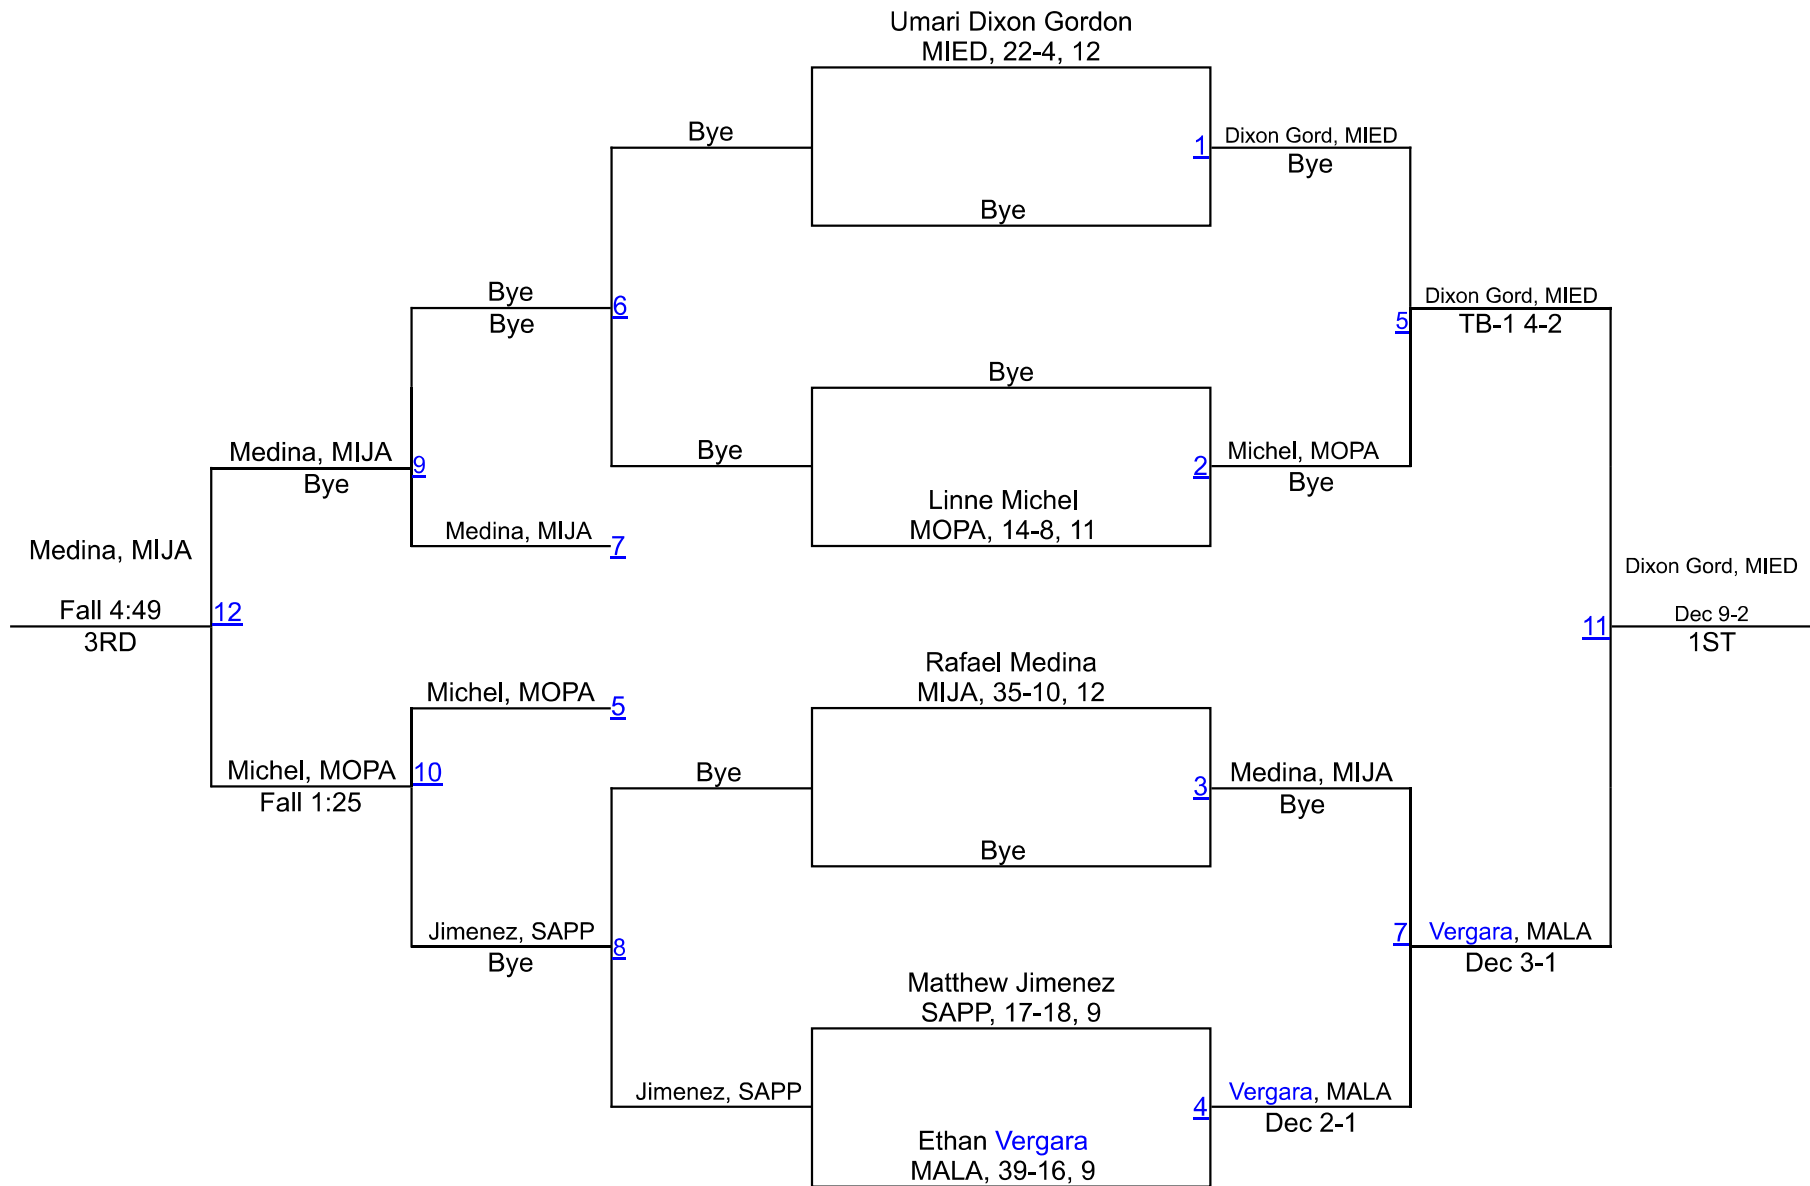 Umari Dixon Gordon
MIED, 22-4, 12
Bye
1
Dixon Gord, MIED
Bye
Bye
Bye
Bye
6
5
Dixon Gord, MIED
TB-1 4-2
Bye
Medina, MIJA
Bye
9
Bye
2
Michel, MOPA
Bye
Linne Michel
MOPA, 14-8, 11
Medina, MIJA
7
Medina, MIJA
Fall 4:49
3RD
12
Dixon Gord, MIED
11
Dec 9-2
1ST
Rafael Medina
MIJA, 35-10, 12
Michel, MOPA
5
Michel, MOPA
Fall 1:25
10
Bye
3
Medina, MIJA
Bye
Bye
Jimenez, SAPP
Bye
8
7
Vergara, MALA
Dec 3-1
Matthew Jimenez
SAPP, 17-18, 9
Jimenez, SAPP
4
Vergara, MALA
Dec 2-1
Ethan Vergara
MALA, 39-16, 9